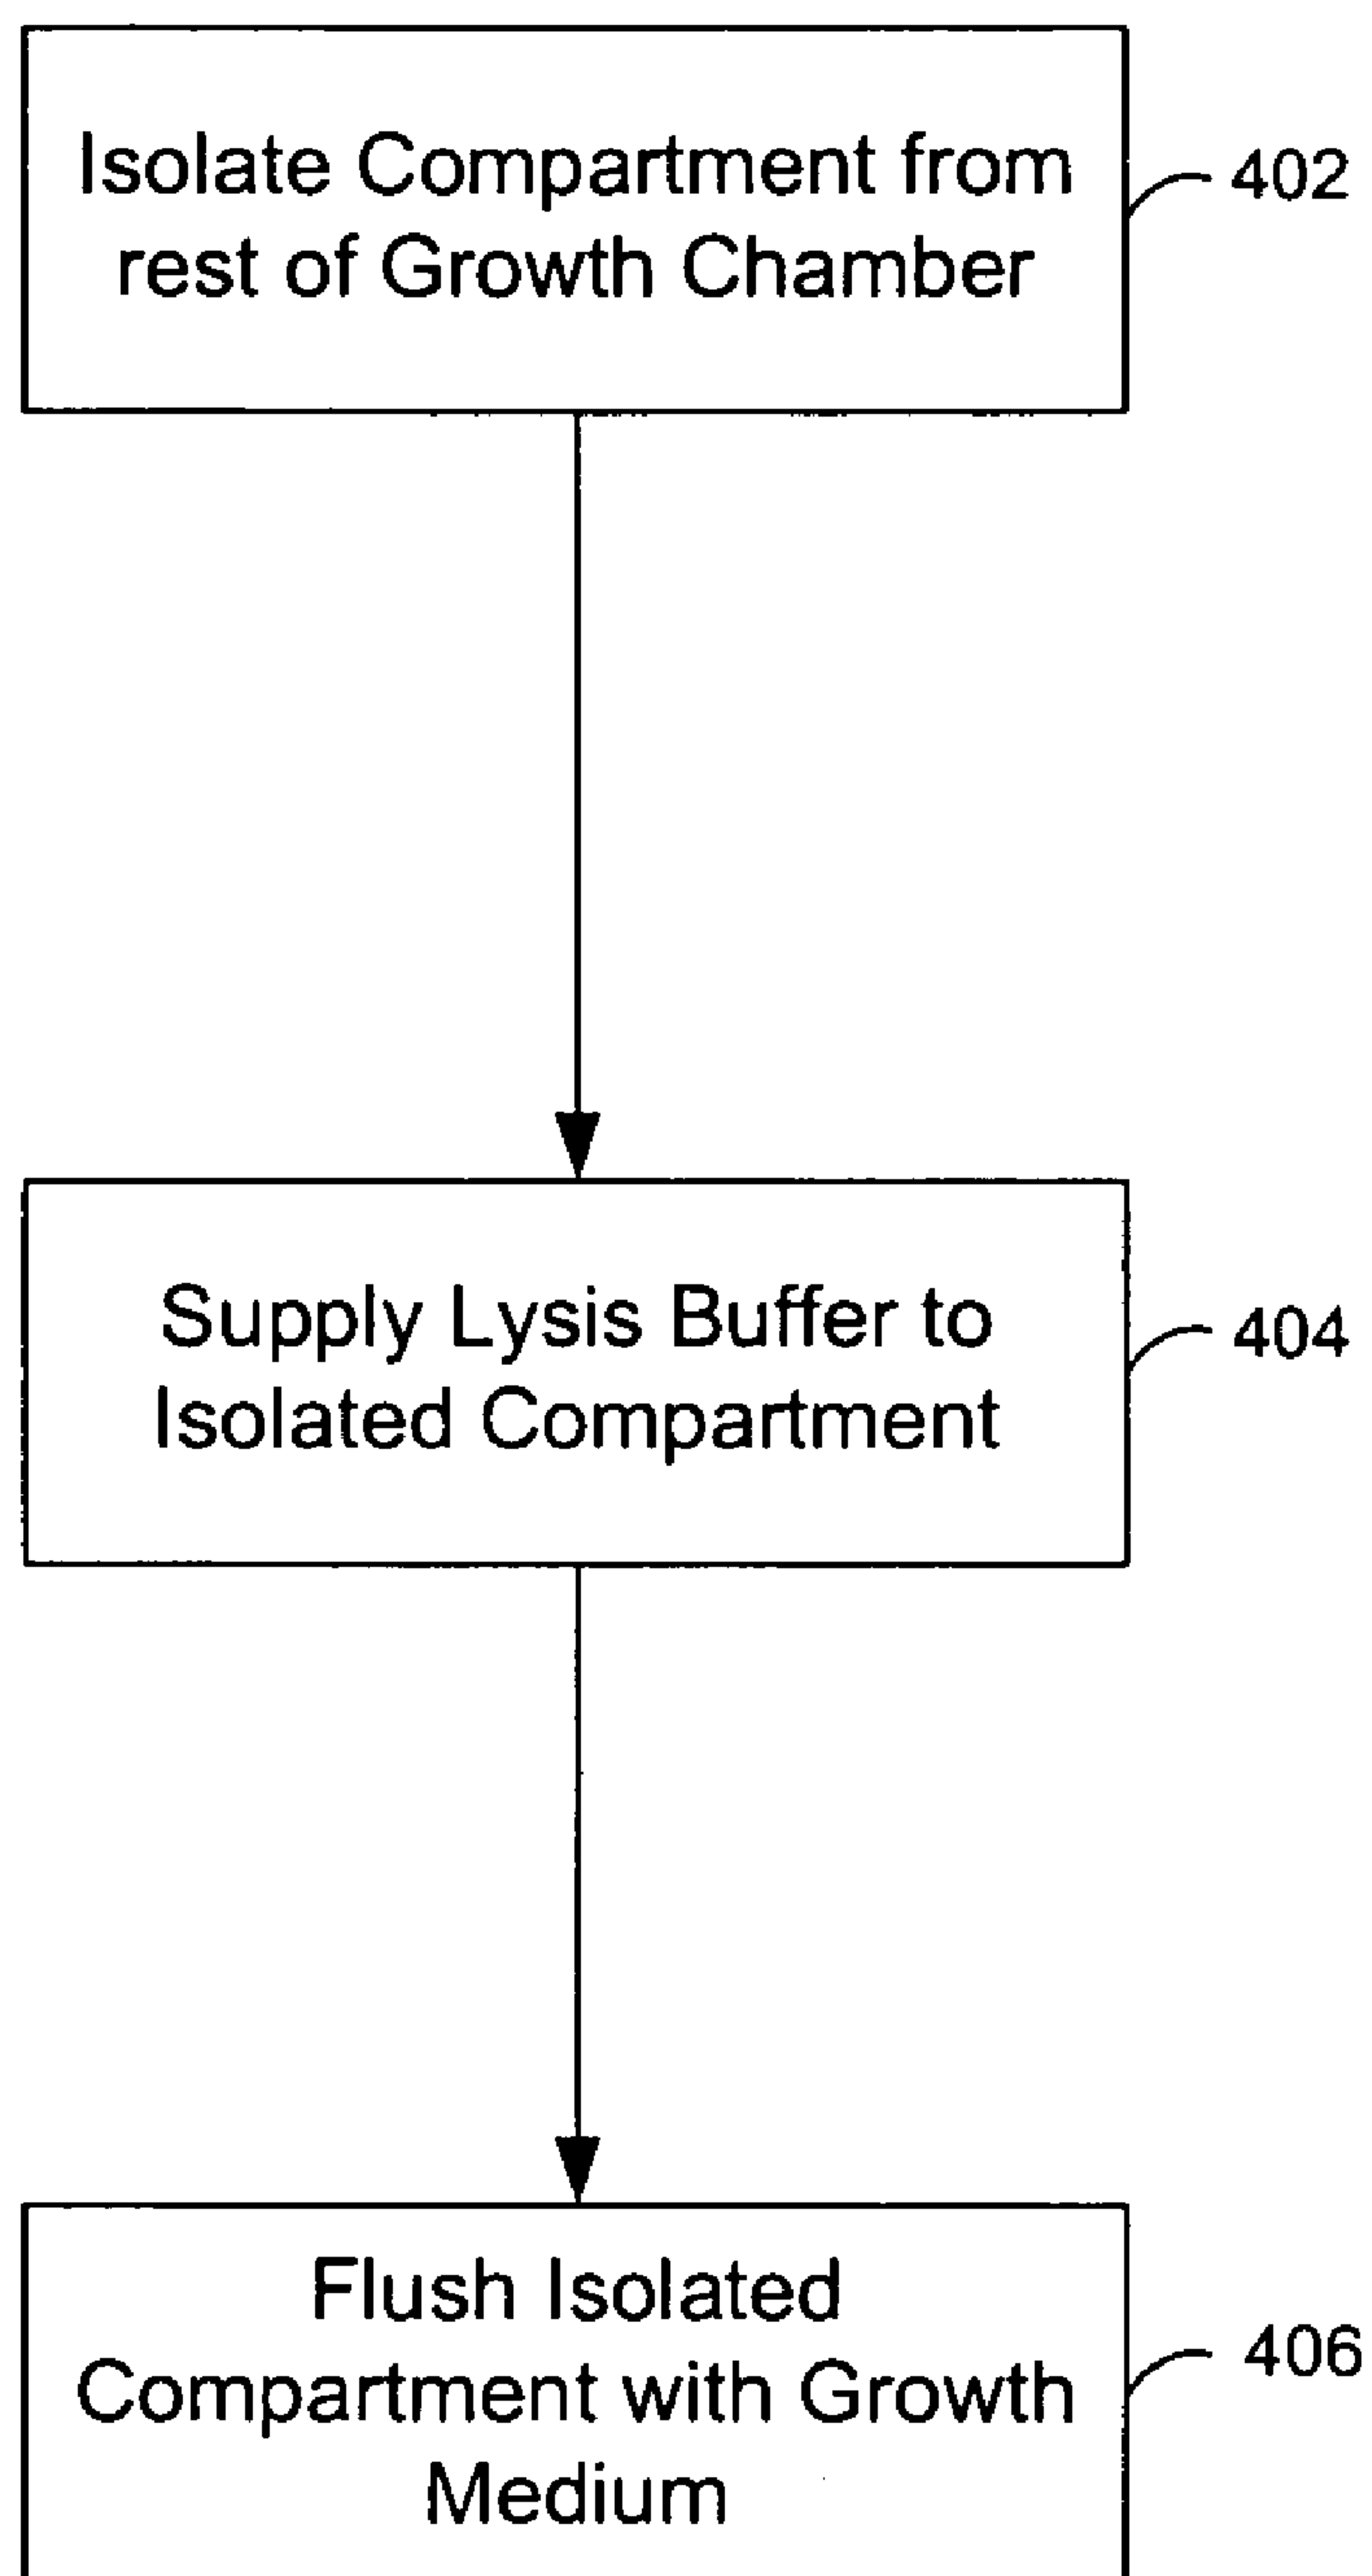 Isolate Compartment from
rest of Growth Chamber
402
Supply Lysis Buffer to
Isolated Compartment
404
Flush Isolated
Compartment with Growth
Medium
406